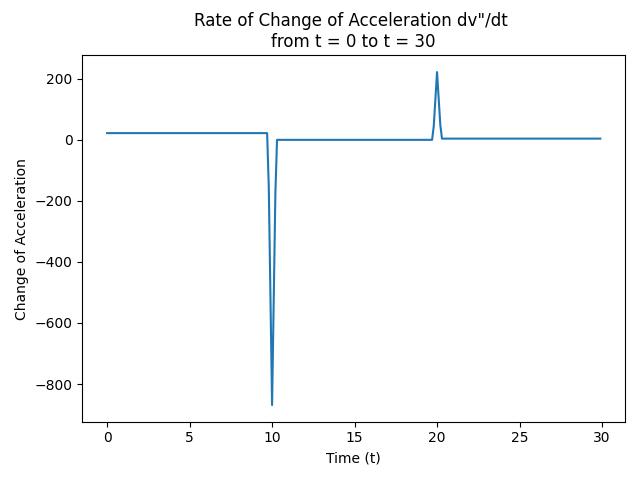 Rate of Change of Acceleration dv"/dt
from t = 0 to t = 30
200
0
−200
−400
−600
−800
Change of Acceleration
0 5 10 15 20 25 30
Time (t)